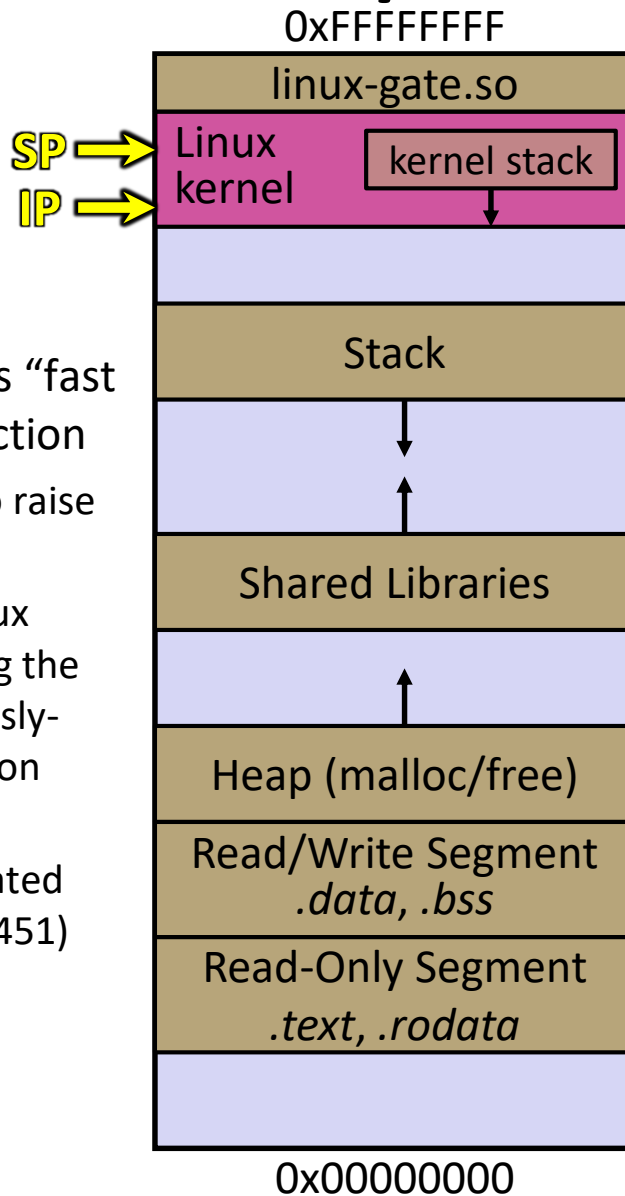 0xFFFFFFFF
linux-gate.so
SP
Linux
kernel
kernel stack
IP
Stack
s “fast
ction
raise
Shared Libraries
ux
g the
sly-
on
Heap (malloc/free)
Read/Write Segment
.data, .bss
ated
451)
Read-Only Segment
.text, .rodata
0x00000000